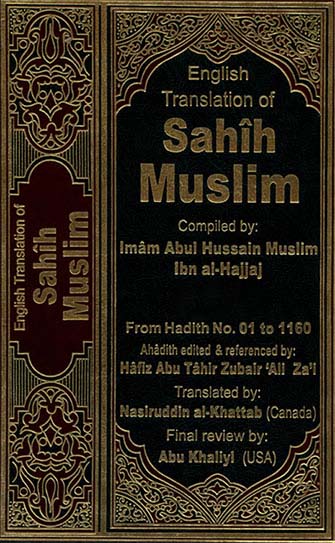 English Translation of
Sahîh
Muslim
English
Translation of
Sahîh
Muslim
Compiled by:
Imâm Abul Hussain Muslim
Ibn al-Hajjaj
From Hadith No. 01 to 1160
Ahâdith edited & referenced by:
Hâfiz Abu Tâhir Zubair 'Ali Za'i
Translated by:
Nasiruddin al-Khattab (Canada)
Final review by:
Abu Khaliyl (USA)